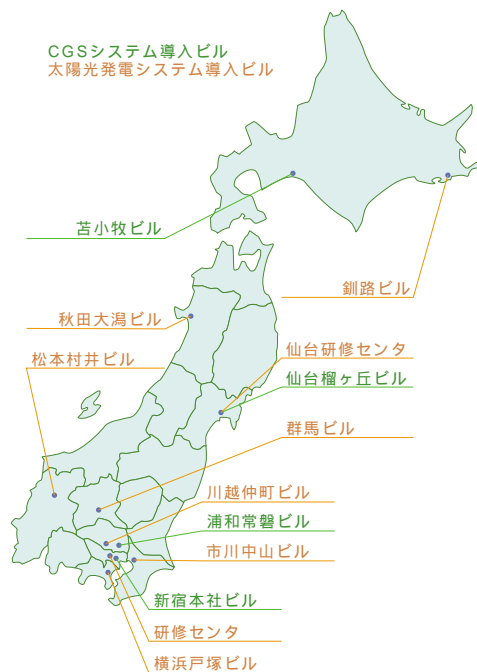 CGSシステム導入ビル
太陽光発電システム導入ビル
苫小牧ビル
釧路ビル
秋田大潟ビル
仙台研修センタ
松本村井ビル
仙台榴ヶ丘ビル
群馬ビル
川越仲町ビル
浦和常磐ビル
市川中山ビル
新宿本社ビル
研修センタ
横浜戸塚ビル